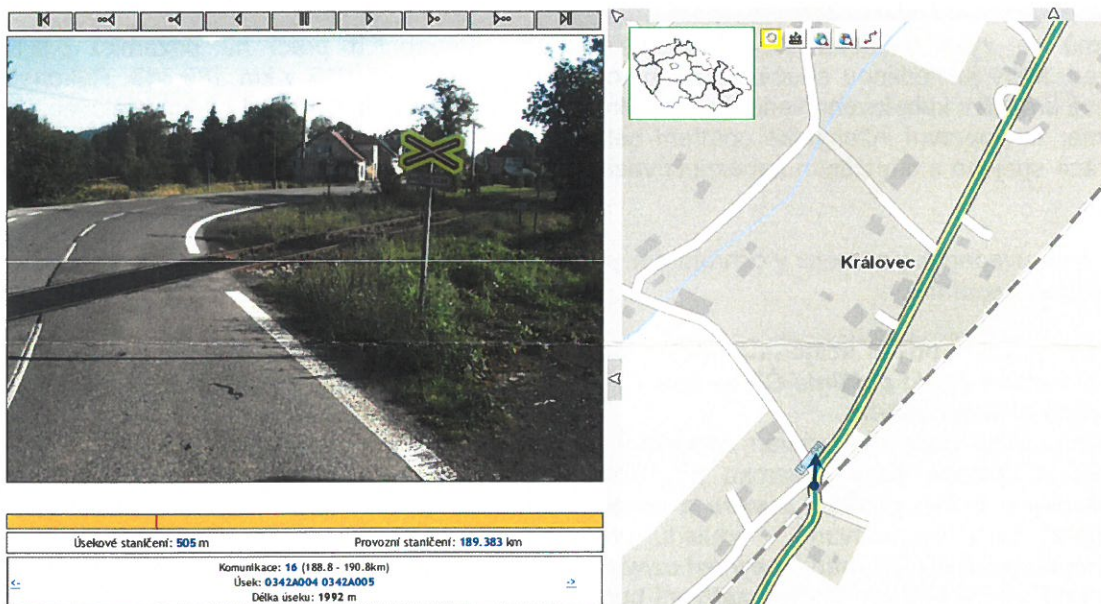 Královec
Úsekové staničení: 505 m
Provozní staničení: 189.383 km
Komunikace: 16 (188.8 - 190.8km)
<- Úsek: 0342A004 0342A005 ->
Délka úseku: 1992 m